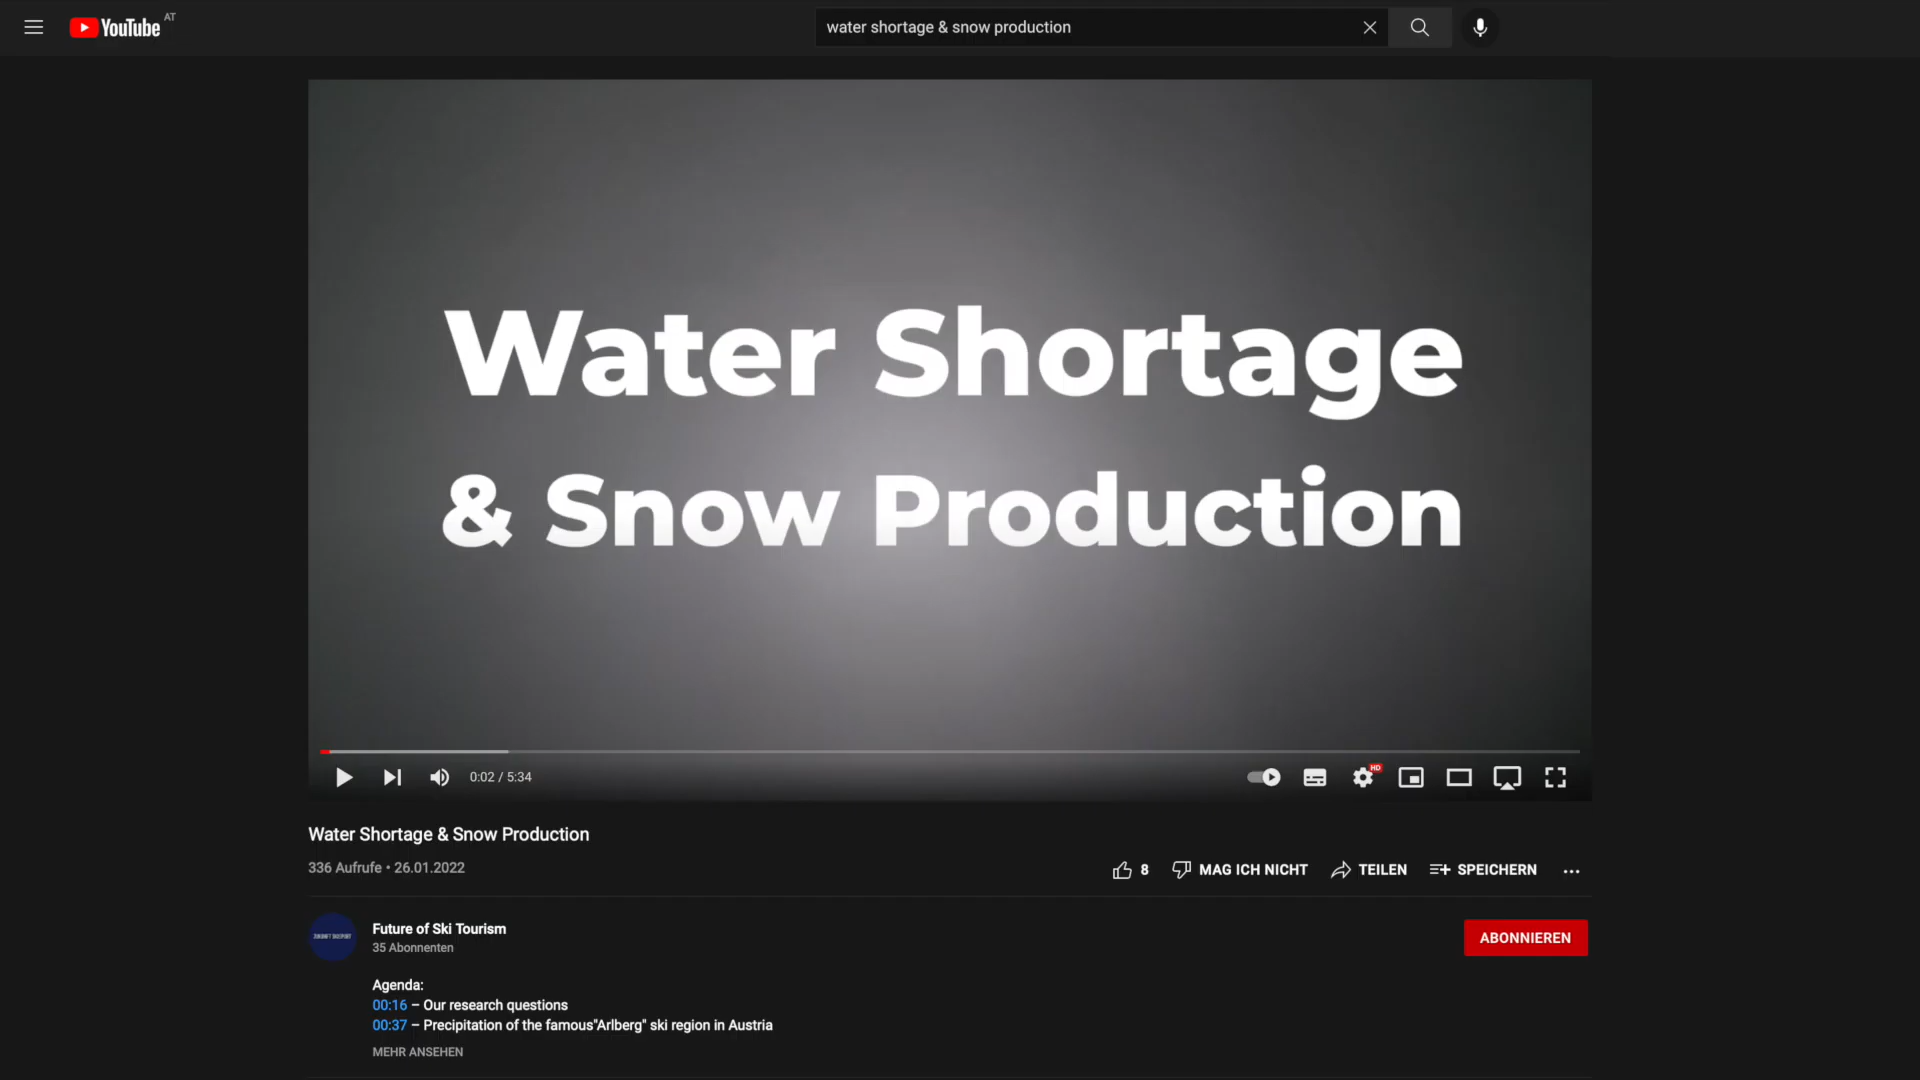 YouTube AT
water shortage & snow production
Water Shortage
& Snow Production
0:02 / 5:34
HD
Water Shortage & Snow Production
336 Aufrufe • 26.01.2022
8 MAG ICH NICHT TEILEN SPEICHERN
ZUKUNFT SKISPORT
Future of Ski Tourism
35 Abonnenten
ABONNIEREN
Agenda:
00:16 – Our research questions
00:37 – Precipitation of the famous"Arlberg" ski region in Austria
MEHR ANSEHEN